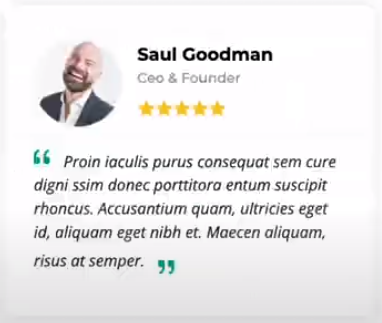 Saul Goodman
Ceo & Founder
“ Proin iaculis purus consequat sem cure
digni ssim donec porttitora entum suscipit
rhoncus. Accusantium quam, ultricies eget
id, aliquam eget nibh et. Maecen aliquam,
risus at semper. ”